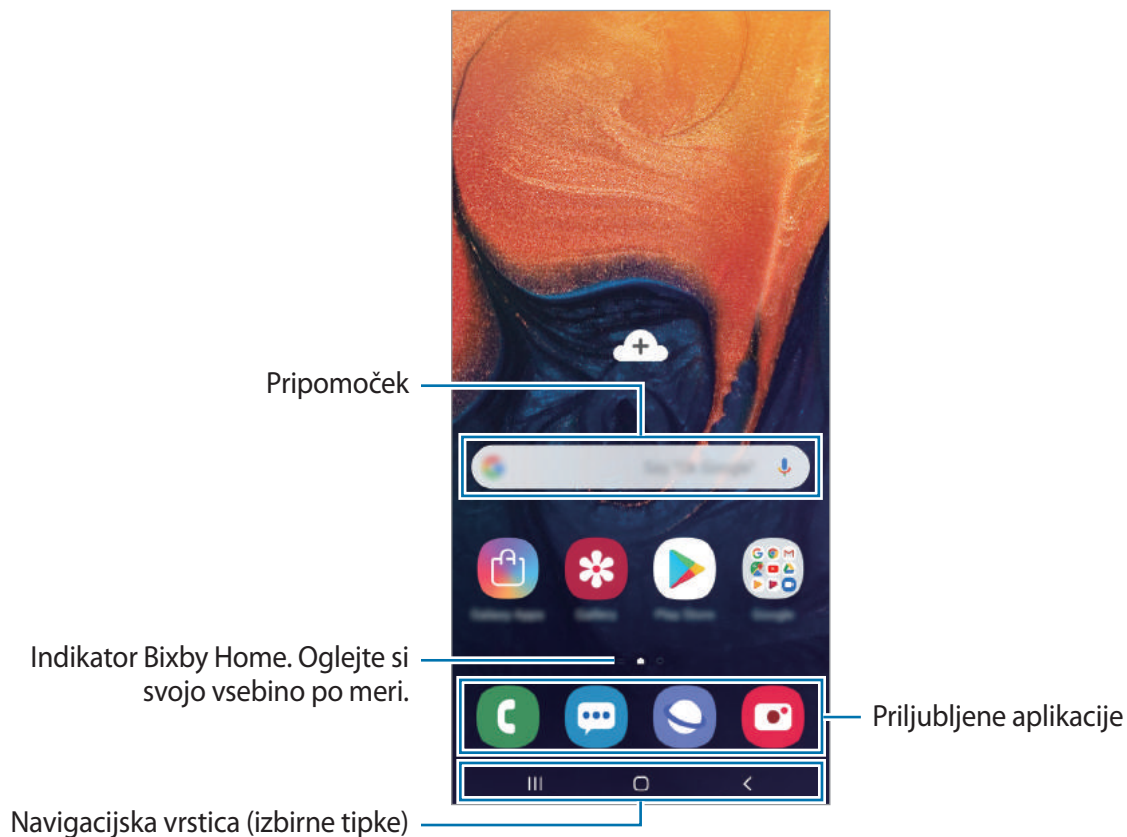 Pripomoček
Indikator Bixby Home. Oglejte si
svojo vsebino po meri.
Priljubljene aplikacije
Navigacijska vrstica (izbirne tipke)